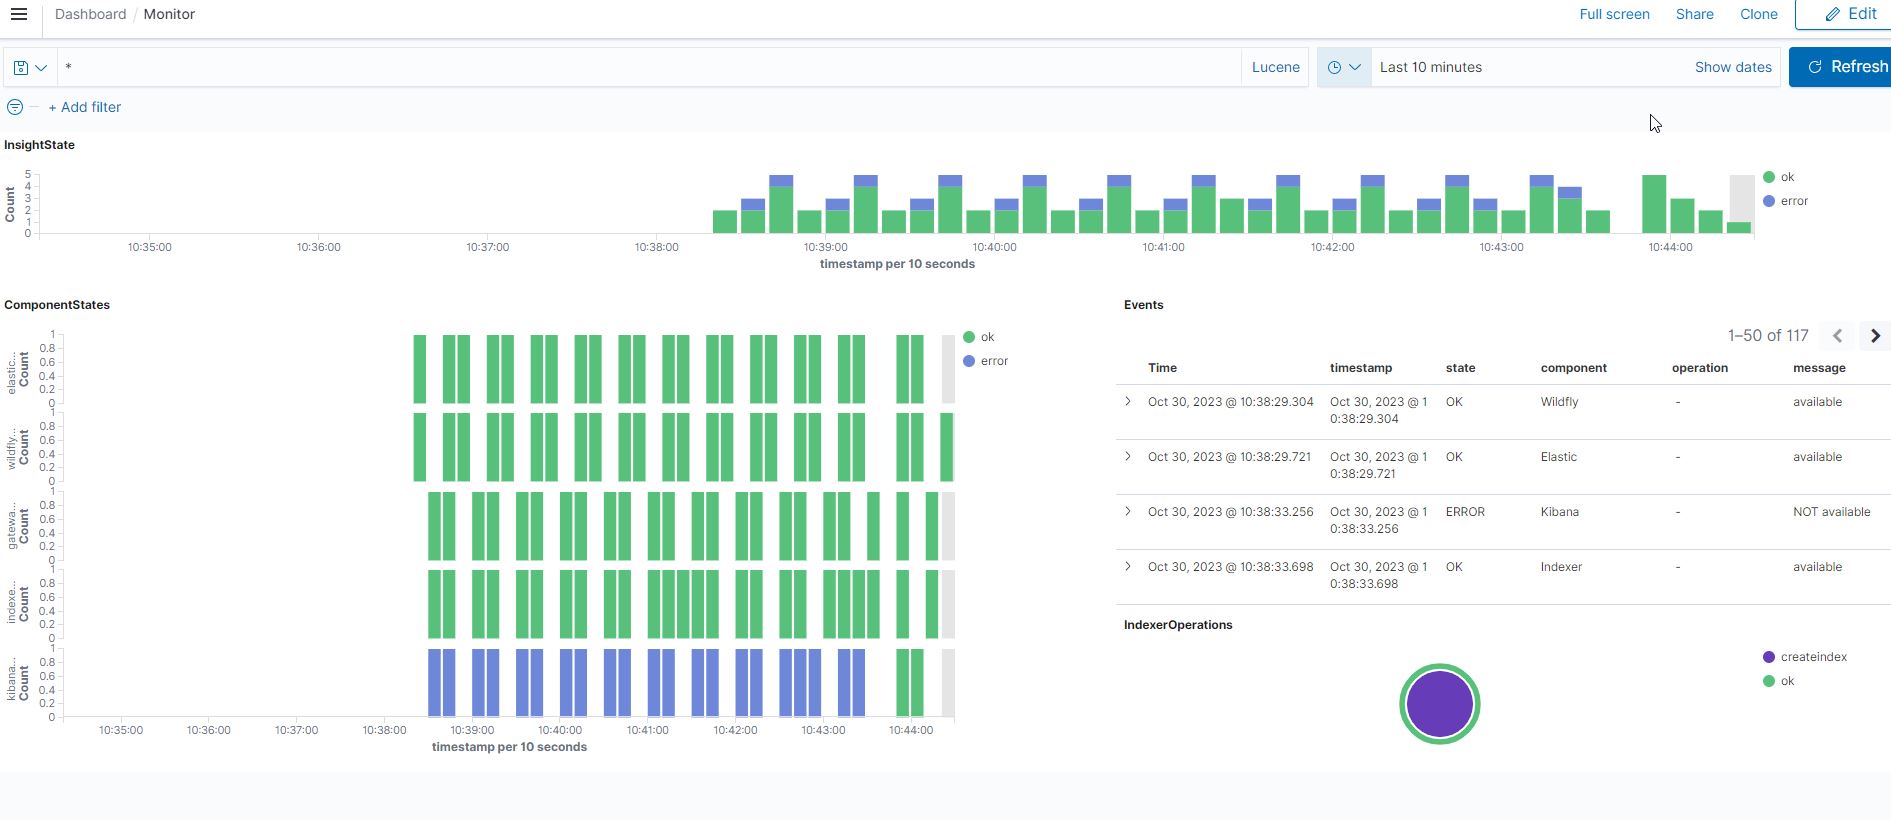 Dashboard / Monitor
Full screen Share Clone Edit
* Lucene Last 10 minutes Show dates Refresh
+ Add filter
InsightState
Count
5
4
3
2
1
0
10:35:00 10:36:00 10:37:00 10:38:00 10:39:00 10:40:00 10:41:00 10:42:00 10:43:00 10:44:00
timestamp per 10 seconds
ok
error
ComponentStates
elastic...
Count
1
0.8
0.6
0.4
0.2
0
wildfly...
Count
1
0.8
0.6
0.4
0.2
0
gatewa...
Count
1
0.8
0.6
0.4
0.2
0
indexe...
Count
1
0.8
0.6
0.4
0.2
0
kibana...
Count
1
0.8
0.6
0.4
0.2
0
10:35:00 10:36:00 10:37:00 10:38:00 10:39:00 10:40:00 10:41:00 10:42:00 10:43:00 10:44:00
timestamp per 10 seconds
ok
error
Events
1–50 of 117
Time timestamp state component operation message
Oct 30, 2023 @ 10:38:29.304 Oct 30, 2023 @ 1 OK Wildfly - available
0:38:29.304
Oct 30, 2023 @ 10:38:29.721 Oct 30, 2023 @ 1 OK Elastic - available
0:38:29.721
Oct 30, 2023 @ 10:38:33.256 Oct 30, 2023 @ 1 ERROR Kibana - NOT available
0:38:33.256
Oct 30, 2023 @ 10:38:33.698 Oct 30, 2023 @ 1 OK Indexer - available
0:38:33.698
IndexerOperations
createindex
ok